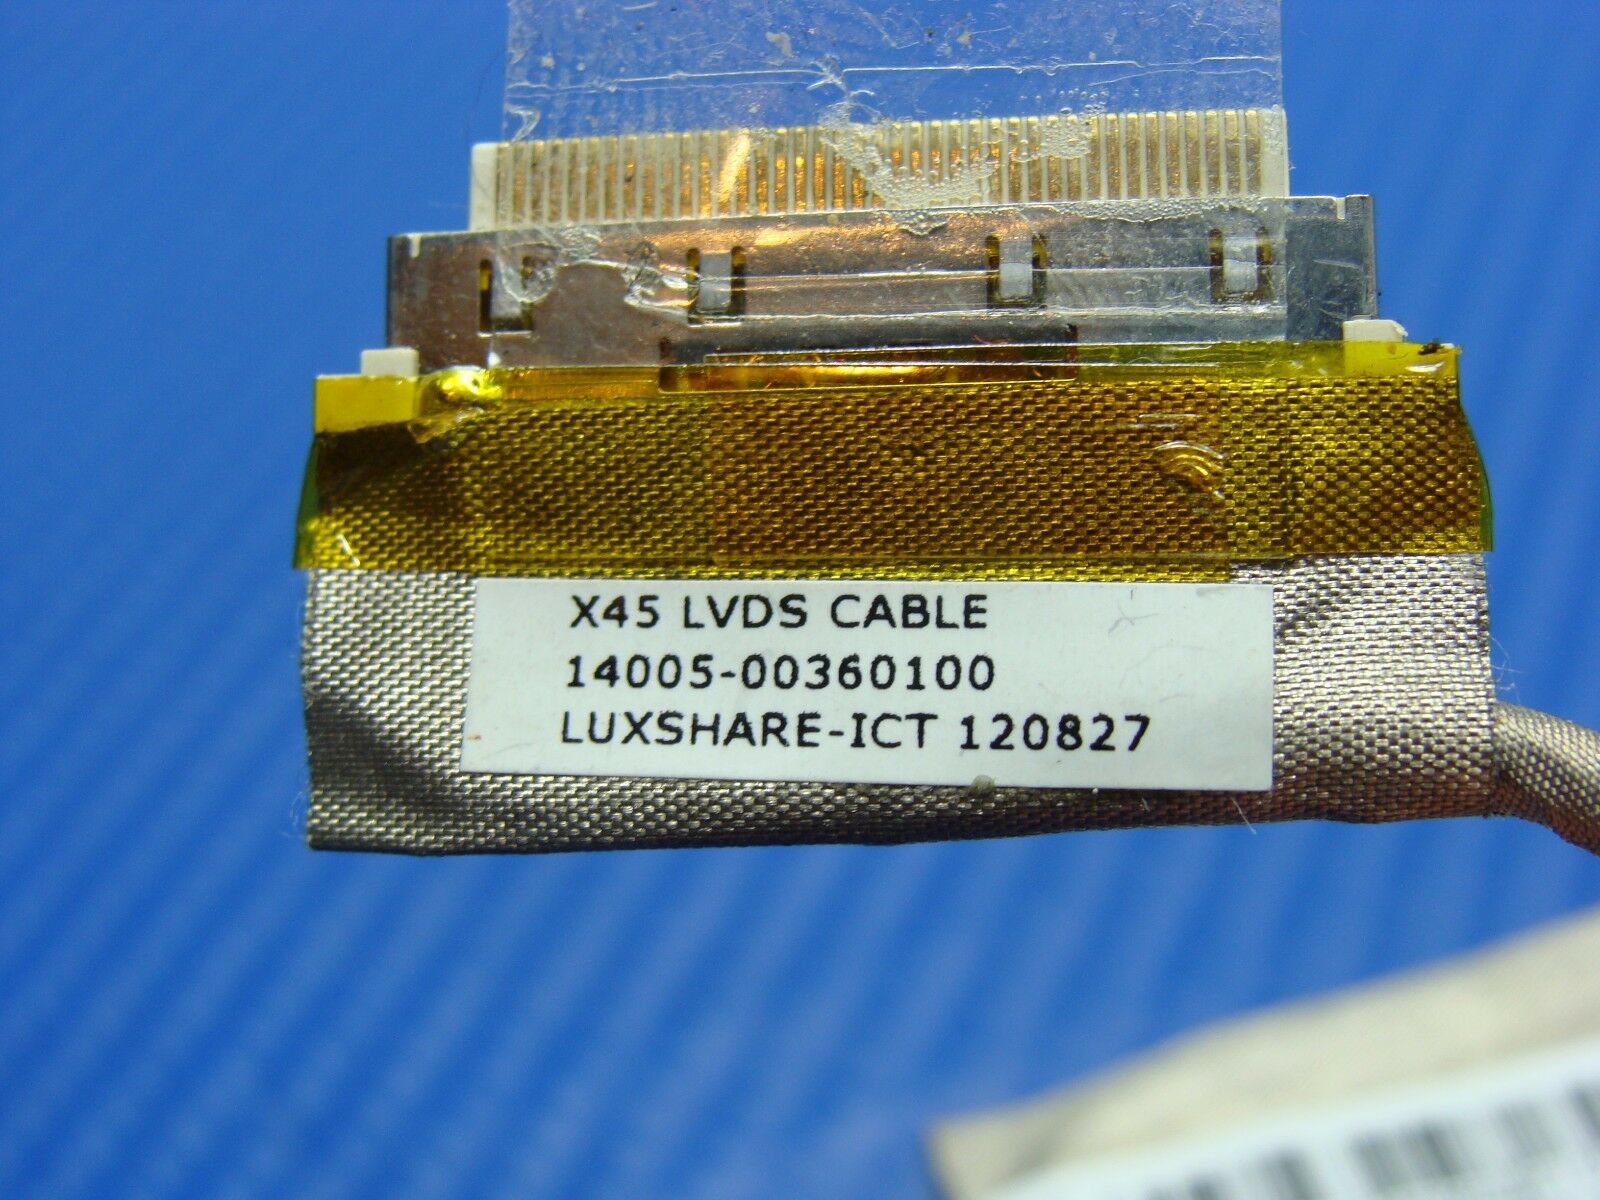 X45 LVDS CABLE
14005-00360100
LUXSHARE-ICT 120827